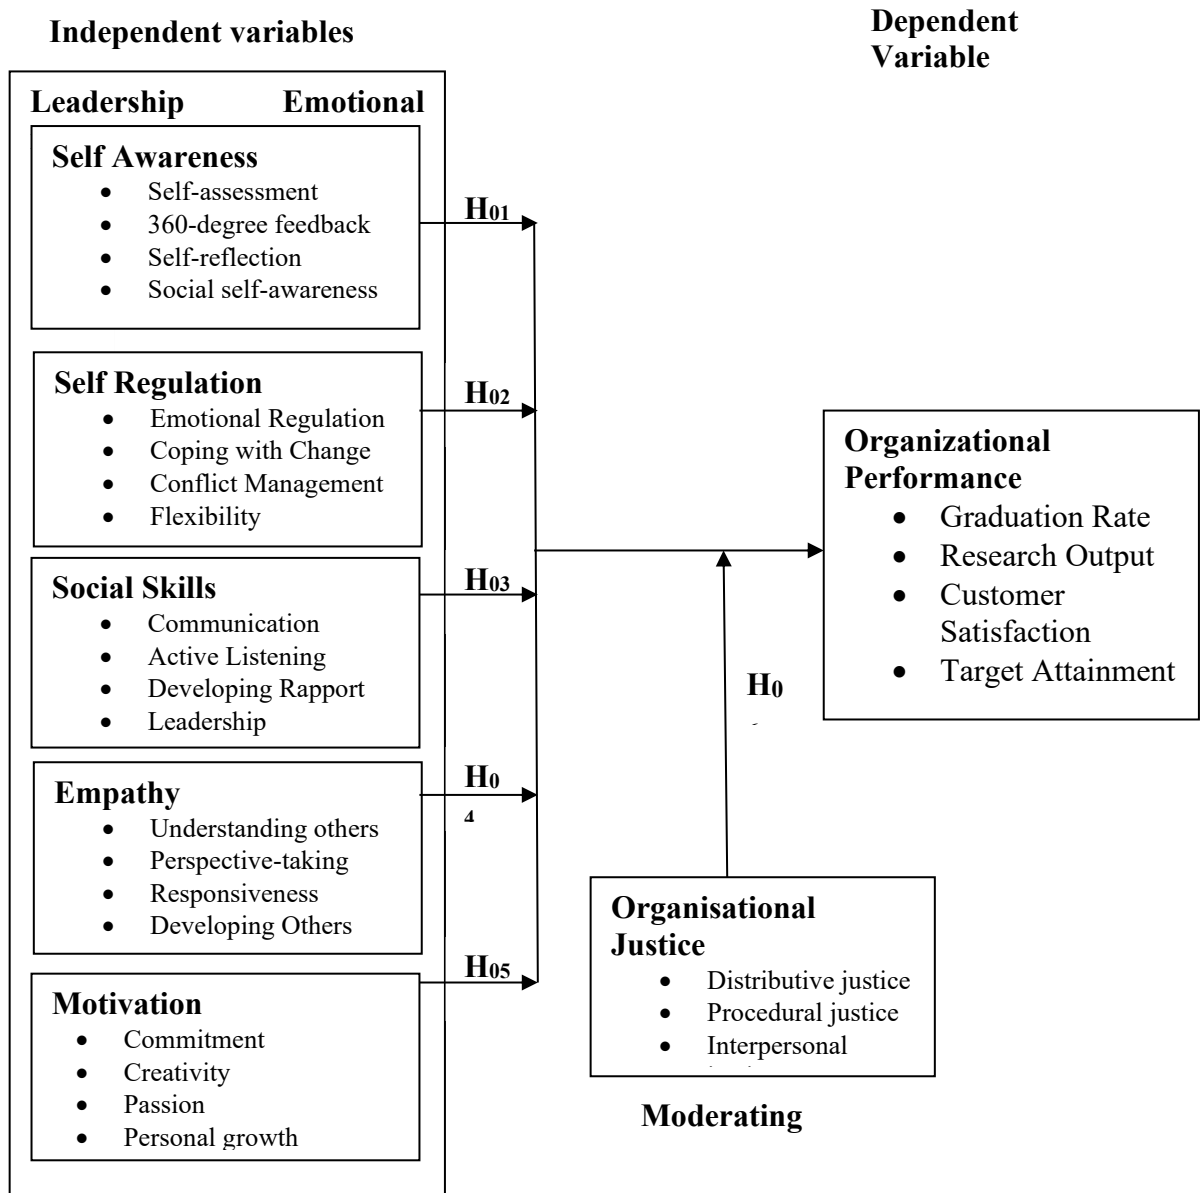 Independent variables
Dependent
Variable
Leadership Emotional
Self Awareness
• Self-assessment
• 360-degree feedback
• Self-reflection
• Social self-awareness
H01
Self Regulation
• Emotional Regulation
• Coping with Change
• Conflict Management
• Flexibility
H02
Social Skills
• Communication
• Active Listening
• Developing Rapport
• Leadership
H03
Empathy
• Understanding others
• Perspective-taking
• Responsiveness
• Developing Others
H0
4
Motivation
• Commitment
• Creativity
• Passion
• Personal growth
H05
Organizational
Performance
• Graduation Rate
• Research Output
• Customer
Satisfaction
• Target Attainment
H0
Organisational
Justice
• Distributive justice
• Procedural justice
• Interpersonal
Moderating